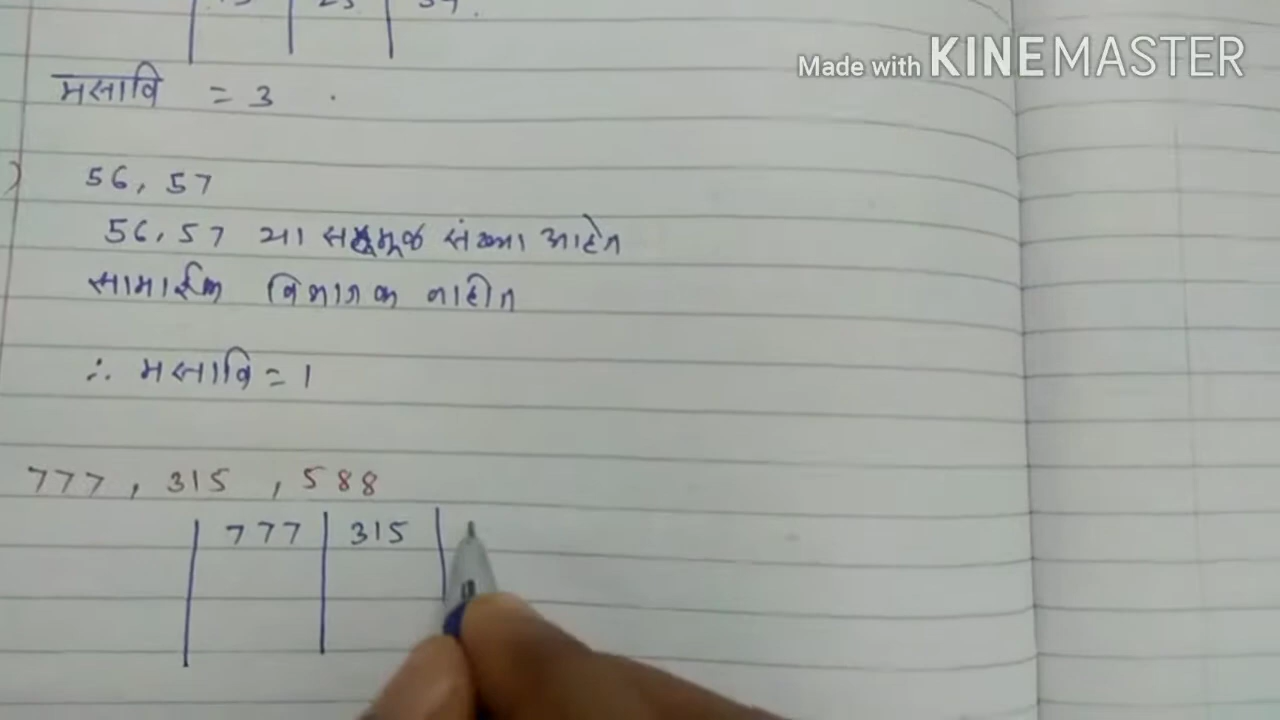 Made with KINEMASTER
मसावि = 3
56, 57
56, 57 या सहमूळ संख्या आहेत
सामाईक विभाजक नाहीत
∴ मसावि = 1
777, 315, 588
777 | 315